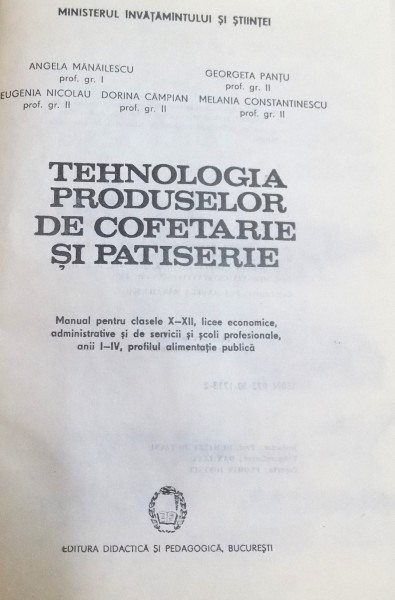 MINISTERUL INVĂȚĂMINTULUI ȘI ȘTIINȚEI
ANGELA MĂNĂILESCU
prof. gr. I
GEORGETA PANȚU
prof. gr. II
EUGENIA NICOLAU DORINA CÂMPIAN MELANIA CONSTANTINESCU
prof. gr. II prof. gr. II prof. gr. II
TEHNOLOGIA
PRODUSELOR
DE COFETARIE
ȘI PATISERIE
Manual pentru clasele X-XII, licee economice,
administrative și de servicii și școli profesionale,
anii I-IV, profilul alimentație publică
EDITURA DIDACTICĂ ȘI PEDAGOGICĂ, BUCUREȘTI